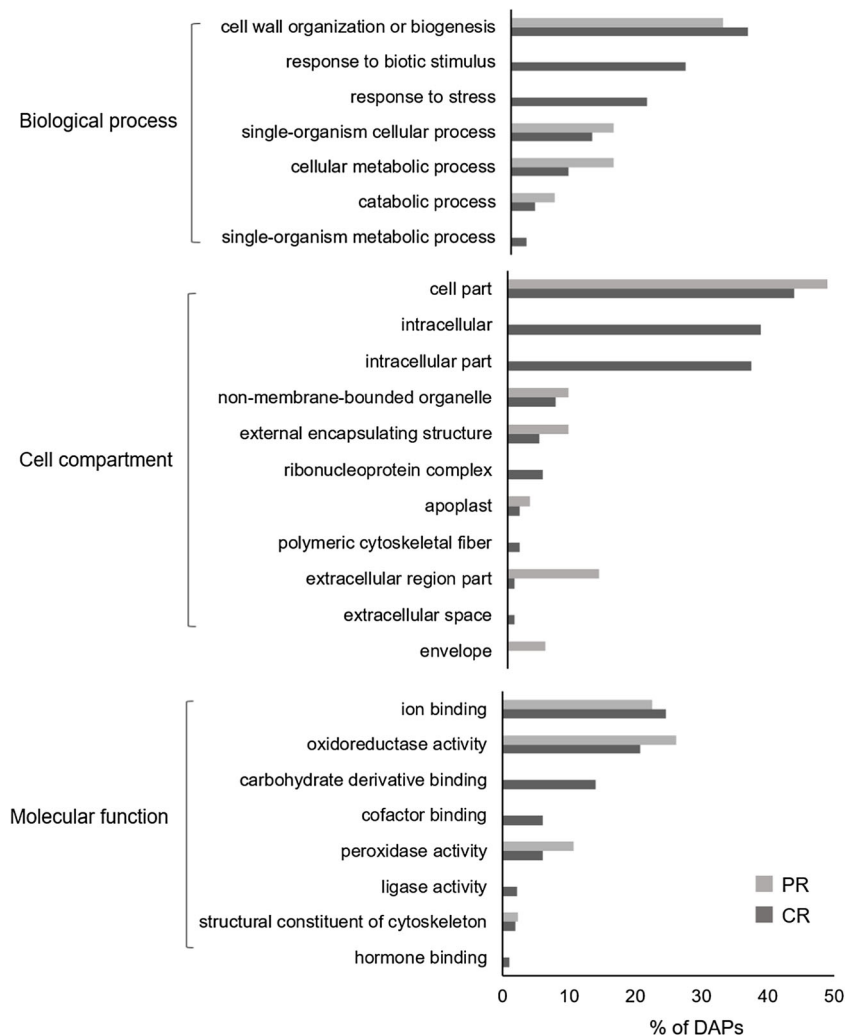 cell wall organization or biogenesis
response to biotic stimulus
response to stress
Biological process
single-organism cellular process
cellular metabolic process
catabolic process
single-organism metabolic process
cell part
intracellular
intracellular part
non-membrane-bounded organelle
external encapsulating structure
Cell compartment
ribonucleoprotein complex
apoplast
polymeric cytoskeletal fiber
extracellular region part
extracellular space
envelope
ion binding
oxidoreductase activity
carbohydrate derivative binding
Molecular function
cofactor binding
peroxidase activity
ligase activity
structural constituent of cytoskeleton
hormone binding
PR
CR
0 10 20 30 40 50
% of DAPs